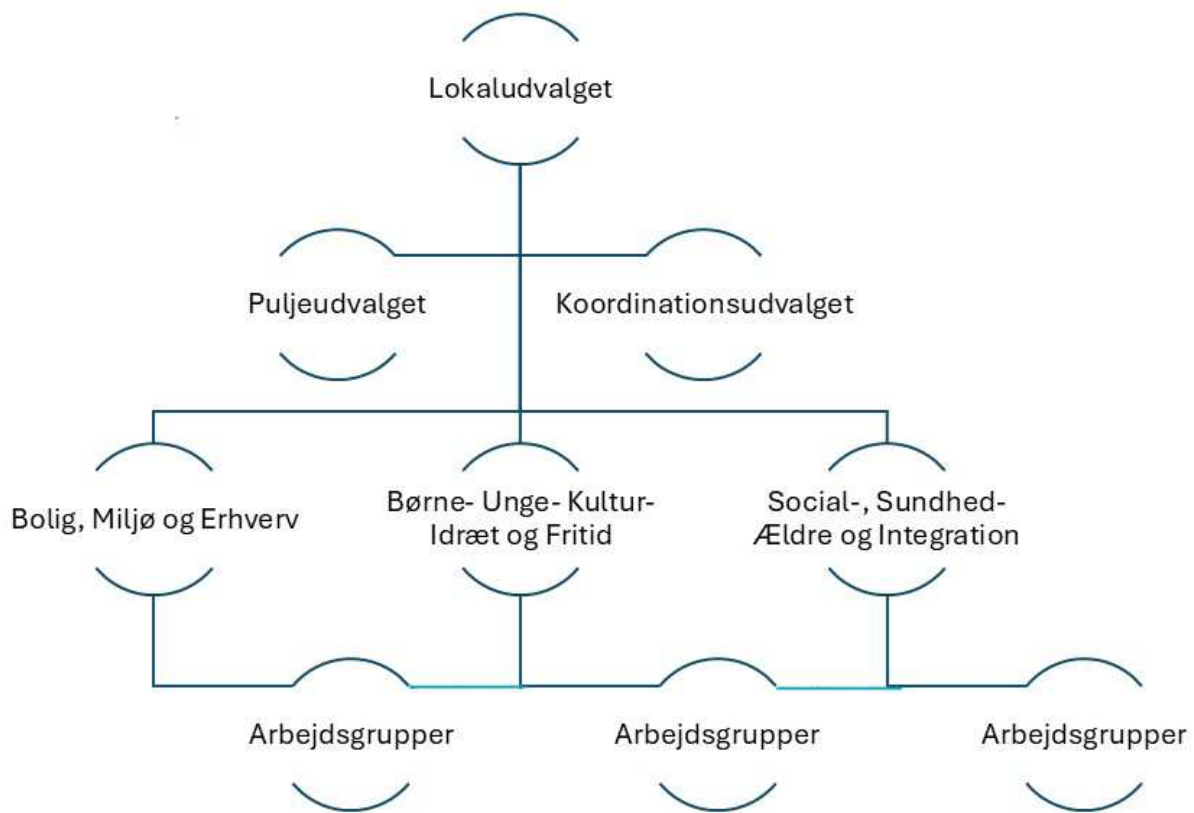 Lokaludvalget
Puljeudvalget
Koordinationsudvalget
Bolig, Miljø og Erhverv
Børne- Unge- Kultur-
Idræt og Fritid
Social-, Sundhed-
Ældre og Integration
Arbejdsgrupper
Arbejdsgrupper
Arbejdsgrupper